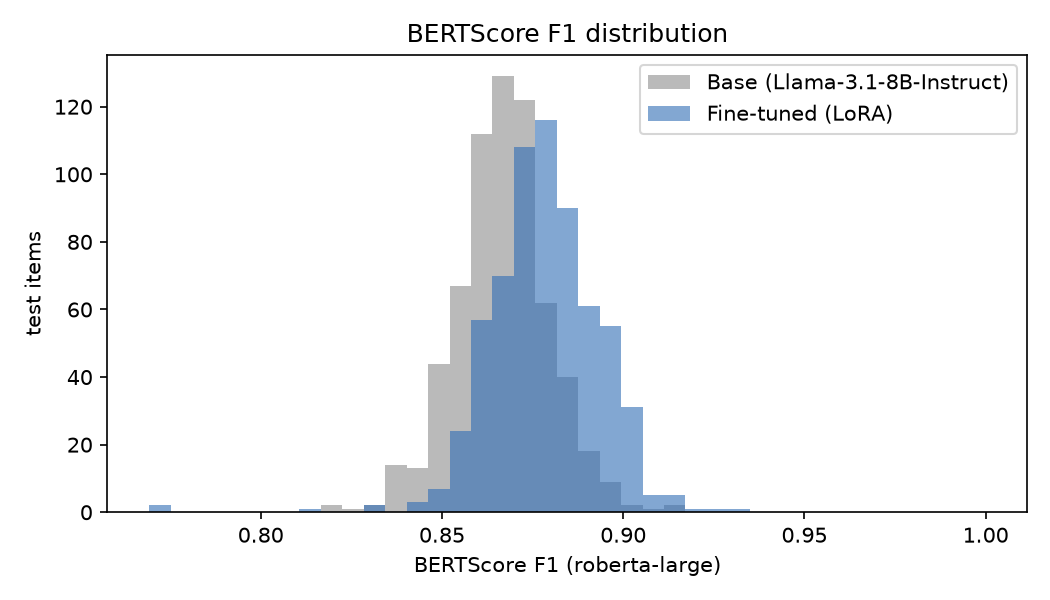 BERTScore F1 distribution
Base (Llama-3.1-8B-Instruct)
Fine-tuned (LoRA)
120
100
80
60
40
20
0
test items
0.80 0.85 0.90 0.95 1.00
BERTScore F1 (roberta-large)